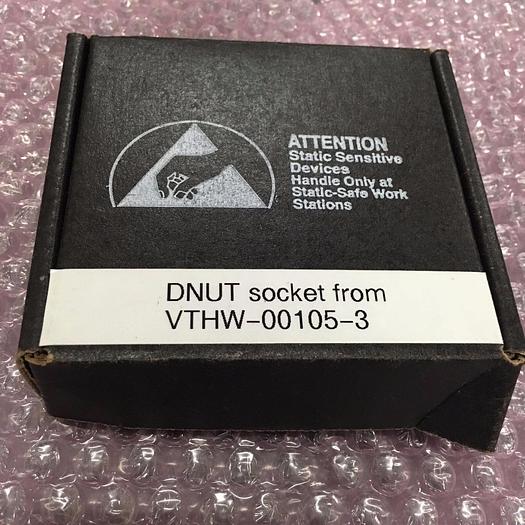 ATTENTION
Static Sensitive
Devices
Handle Only at
Static-Safe Work
Stations
DNUT socket from
VTHW-00105-3